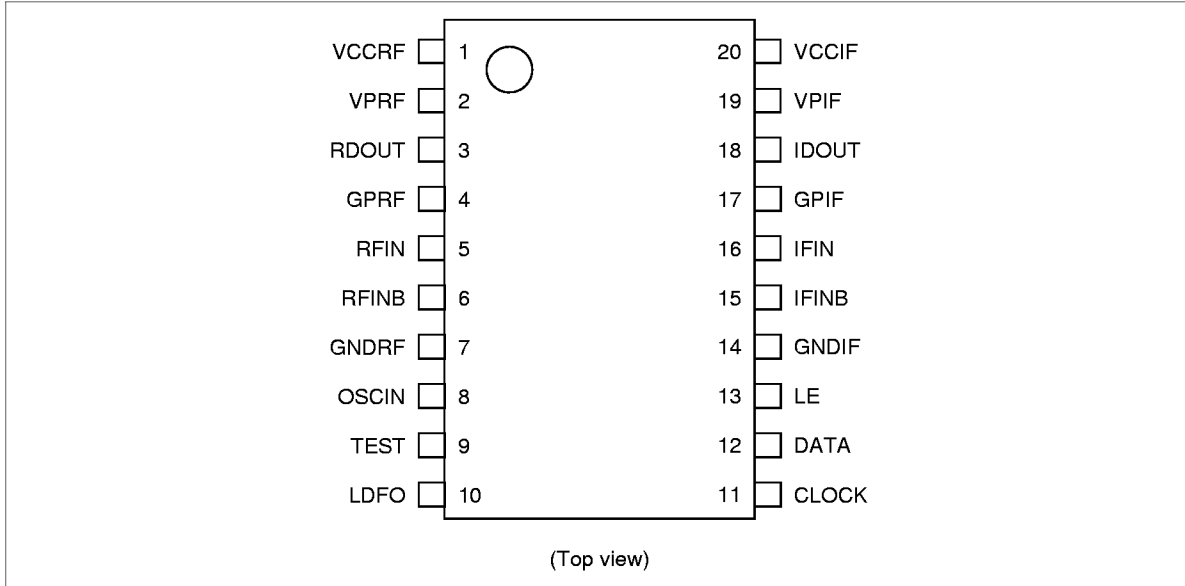 VCCRF 1 20 VCCIF
VPRF 2 19 VPIF
RDOUT 3 18 IDOUT
GPRF 4 17 GPIF
RFIN 5 16 IFIN
RFINB 6 15 IFINB
GNDRF 7 14 GNDIF
OSCIN 8 13 LE
TEST 9 12 DATA
LDFO 10 11 CLOCK
(Top view)